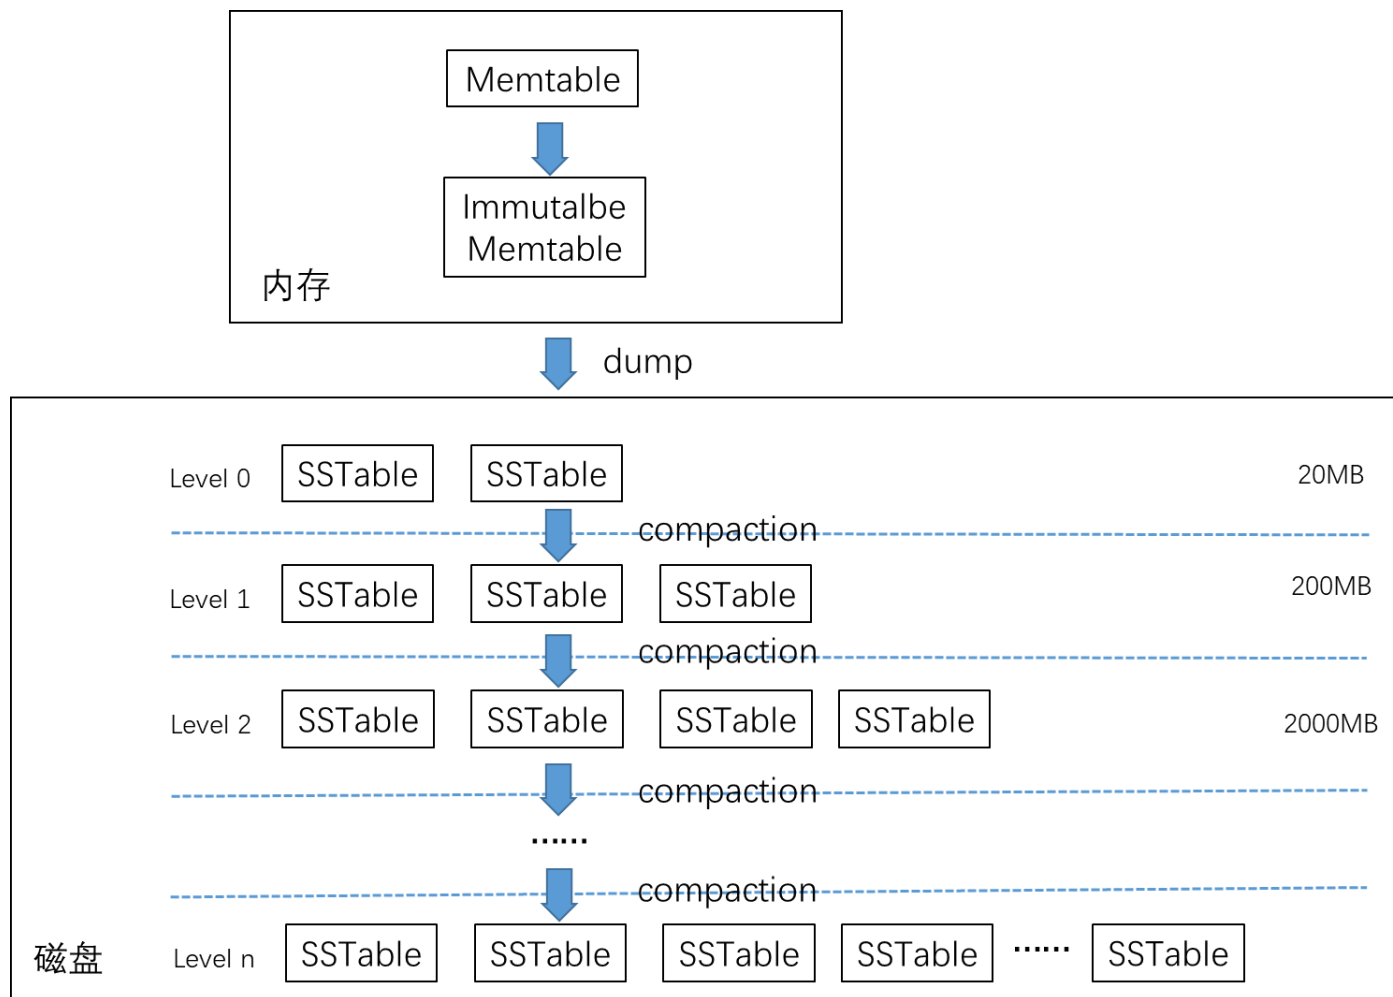 Memtable
Immutalbe
Memtable
内存
dump
Level 0 SSTable SSTable 20MB
compaction
Level 1 SSTable SSTable SSTable 200MB
compaction
Level 2 SSTable SSTable SSTable SSTable 2000MB
compaction
......
compaction
磁盘 Level n SSTable SSTable SSTable SSTable ...... SSTable